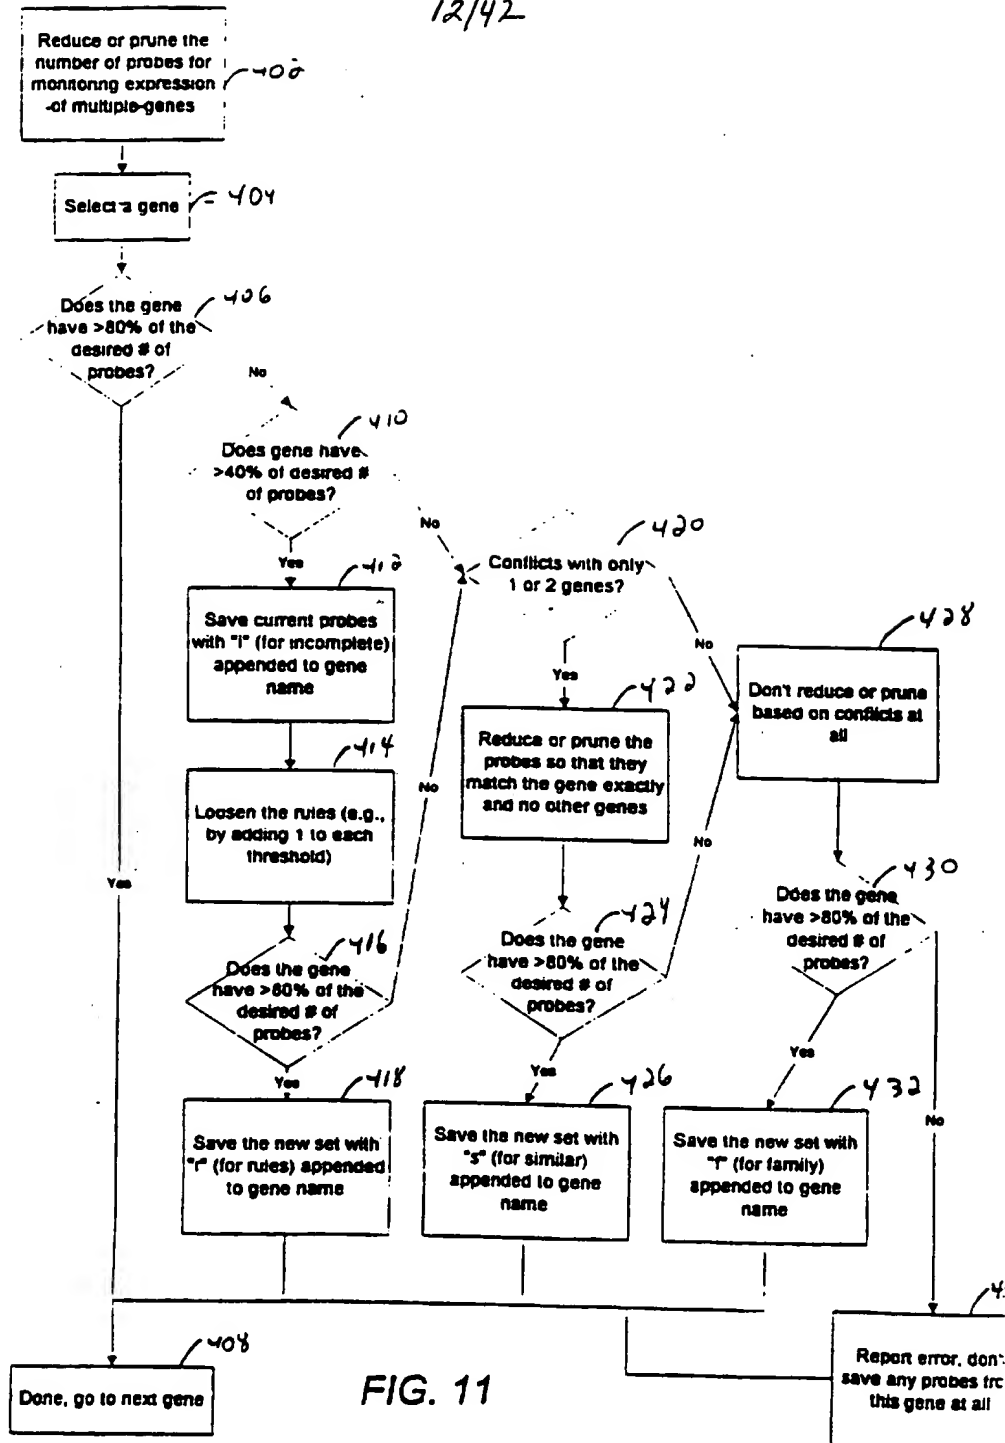 12/42
Reduce or prune the
number of probes for
monitoring expression
-of multiple-genes
402
Select a gene
404
Does the gene
have >80% of the
desired # of
probes?
406
No
Does gene have
>40% of desired #
of probes?
410
No
Yes
Conflicts with only
1 or 2 genes?
420
412
Save current probes
with "i" (for incomplete)
appended to gene
name
No
428
Don't reduce or prune
based on conflicts at
all
Yes
422
Reduce or prune the
probes so that they
match the gene exactly
and no other genes
414
Loosen the rules (e.g.,
by adding 1 to each
threshold)
No
No
Yes
430
Does the gene
have >80% of the
desired # of
probes?
424
Does the gene
have >80% of the
desired # of
probes?
416
Does the gene
have >80% of the
desired # of
probes?
Yes
Yes
Yes
No
418
Save the new set with
"r" (for rules) appended
to gene name
426
Save the new set with
"s" (for similar)
appended to gene
name
432
Save the new set with
"f" (for family)
appended to gene
name
408
Done, go to next gene
FIG. 11
Report error, don'
save any probes
this gene at all